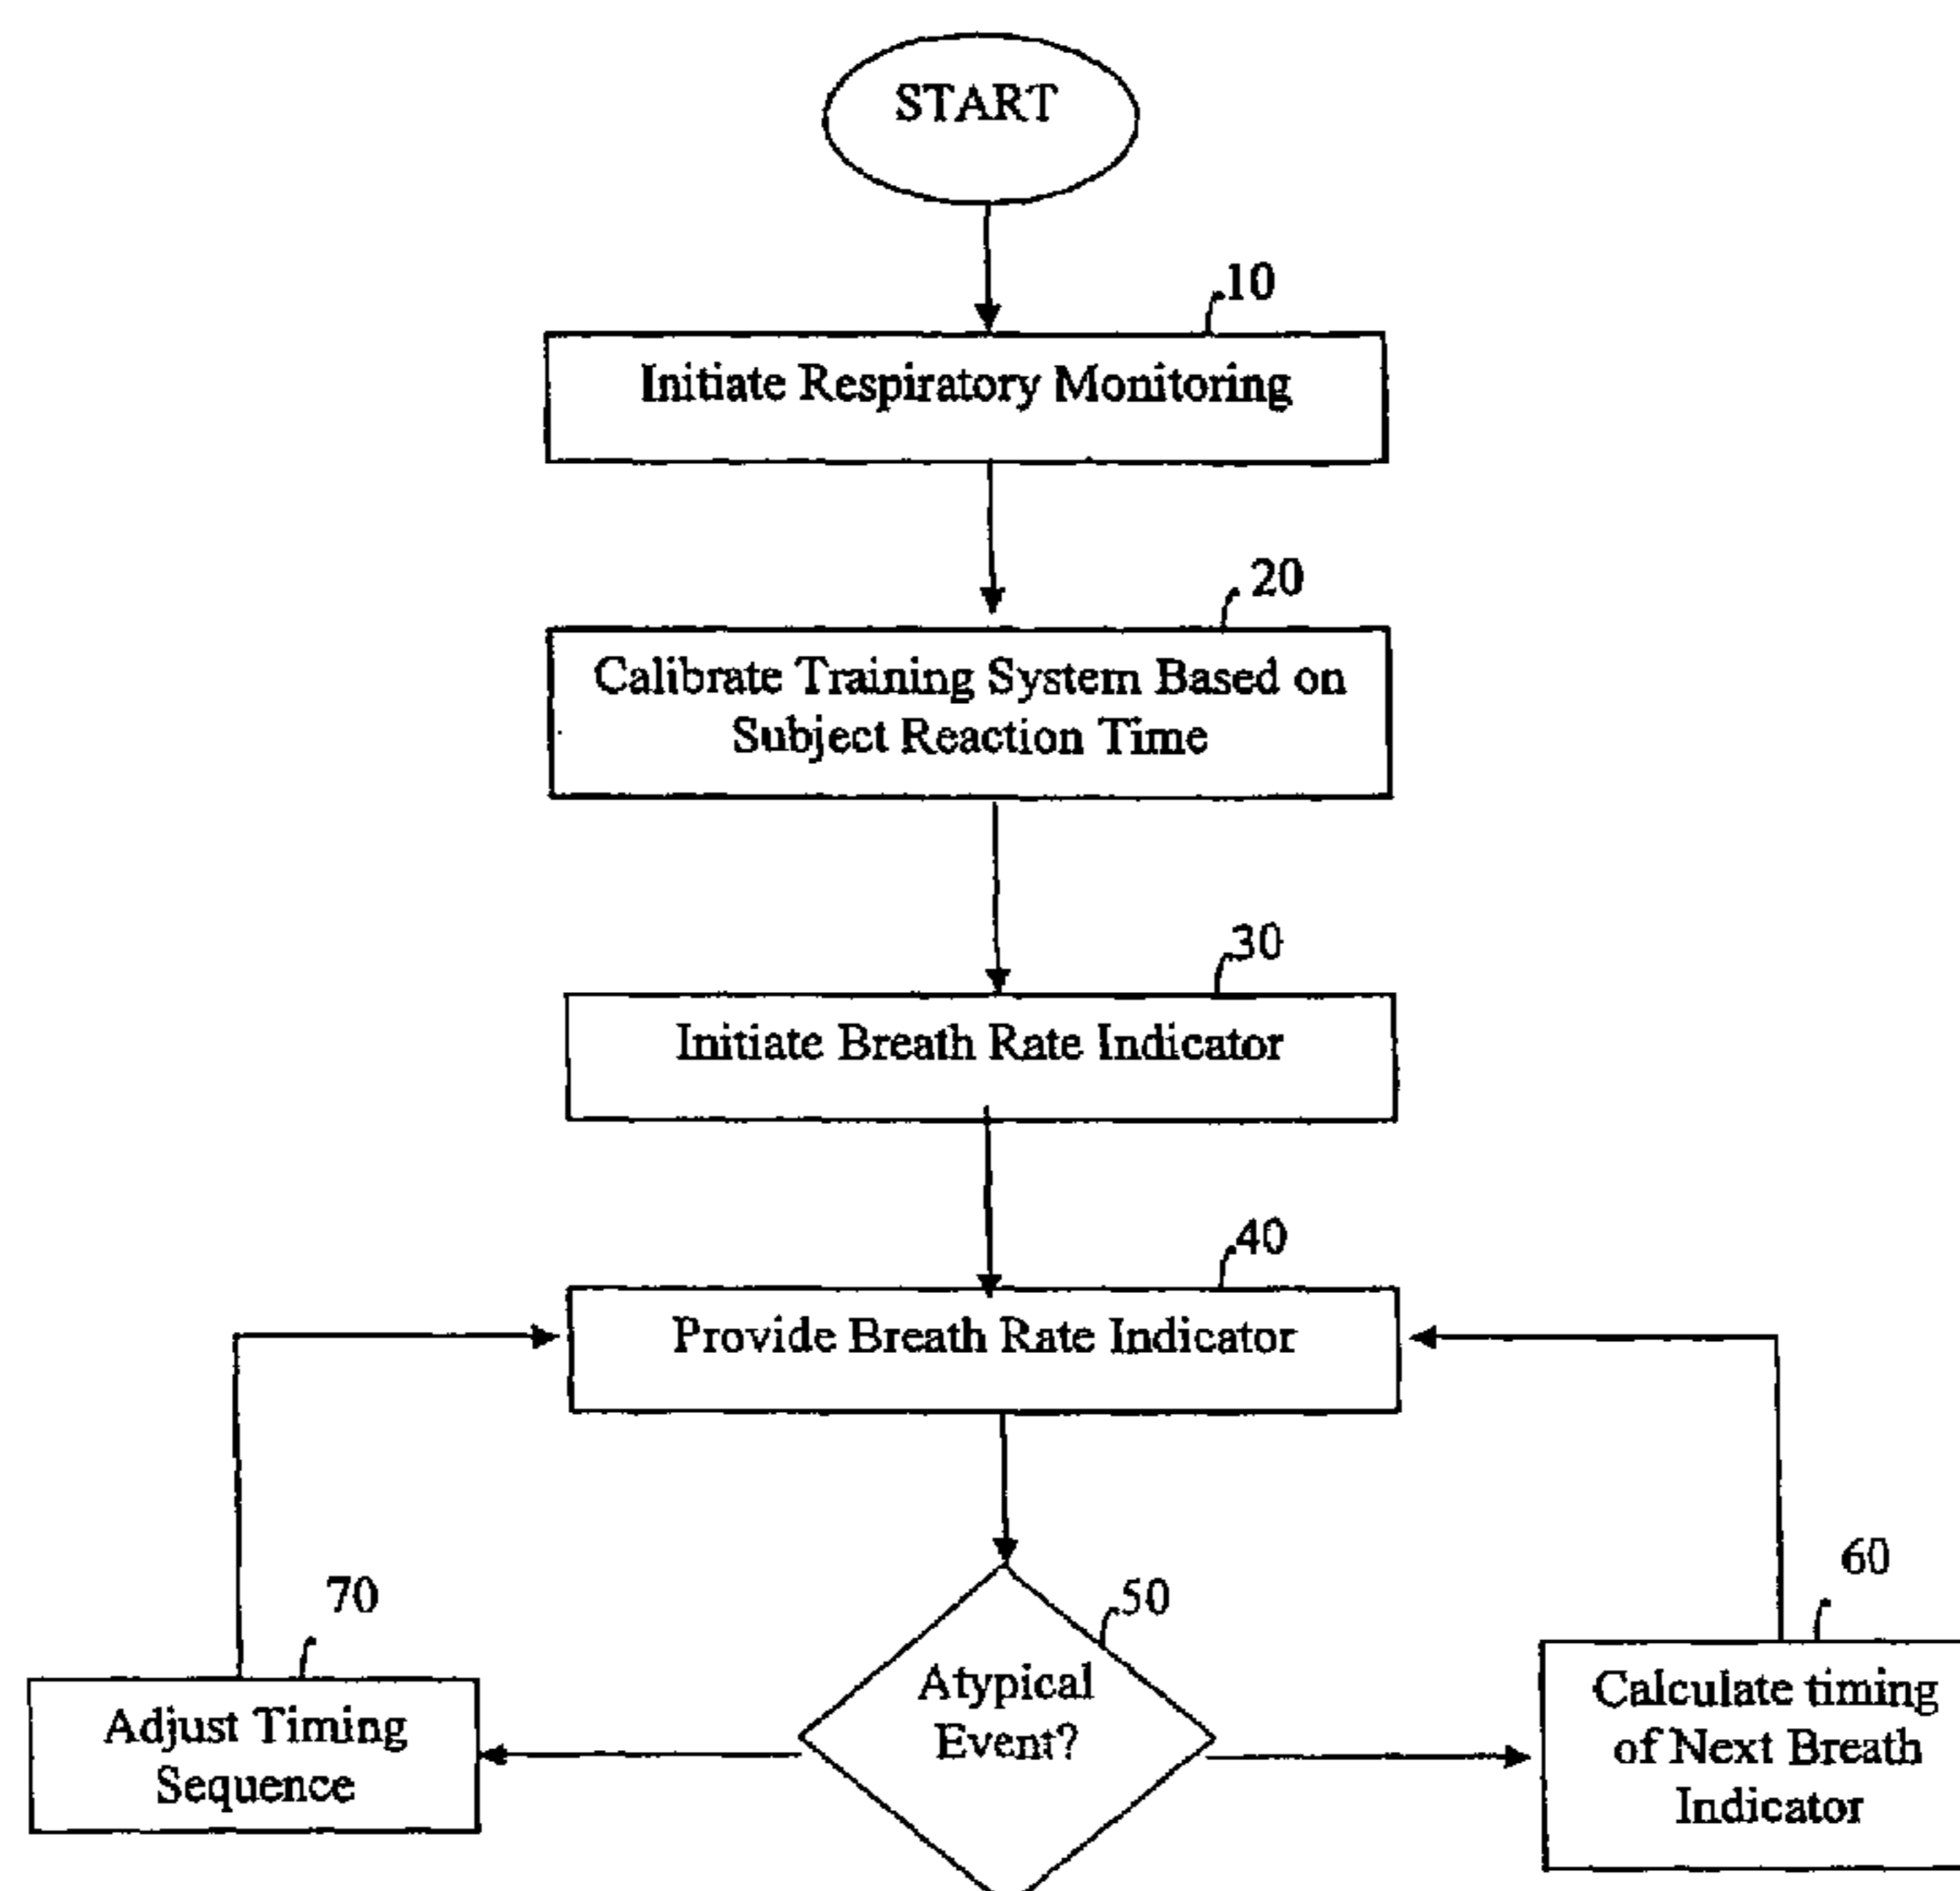 START
10
Initiate Respiratory Monitoring
20
Calibrate Training System Based on
Subject Reaction Time
30
Initiate Breath Rate Indicator
40
Provide Breath Rate Indicator
50
Atypical
Event?
60
Calculate timing
of Next Breath
Indicator
70
Adjust Timing
Sequence